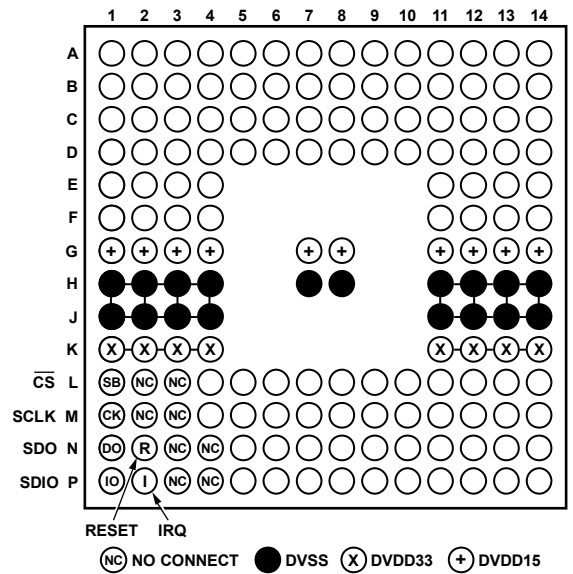 1 2 3 4 5 6 7 8 9 10 11 12 13 14
A
B
C
D
E
F
G + + + + + + + + + +
H
J
K X X X X X X X X
CS L SB NC NC
SCLK M CK NC NC
SDO N DO R NC NC
SDIO P IO I NC NC
RESET IRQ
NC NO CONNECT DVSS X DVDD33 + DVDD15